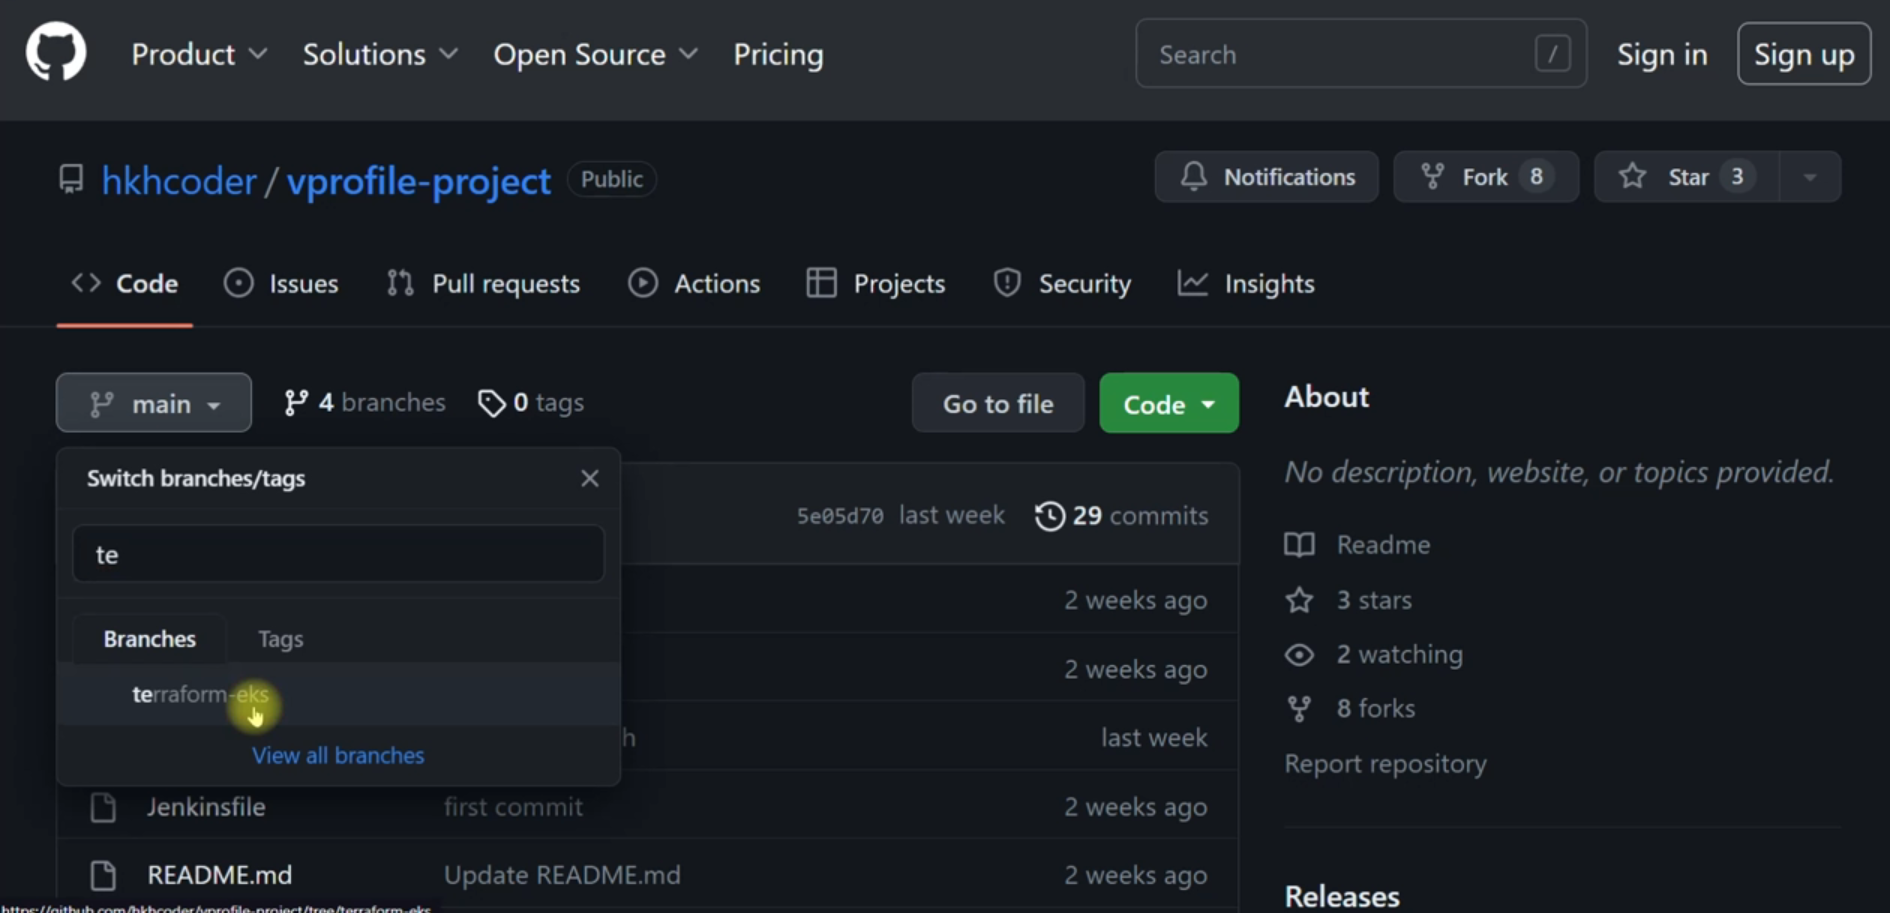 Product Solutions Open Source Pricing Search / Sign in Sign up
hkhcoder / vprofile-project Public Notifications Fork 8 Star 3
Code Issues Pull requests Actions Projects Security Insights
main 4 branches 0 tags Go to file Code
About
Switch branches/tags
No description, website, or topics provided.
5e05d70 last week 29 commits
te
Readme
2 weeks ago
3 stars
Branches Tags
2 watching
2 weeks ago
terraform-eks
8 forks
h last week
View all branches
Report repository
Jenkinsfile first commit 2 weeks ago
README.md Update README.md 2 weeks ago
Releases
https://github.com/hkhcoder/vprofile-project/tree/terraform-eks